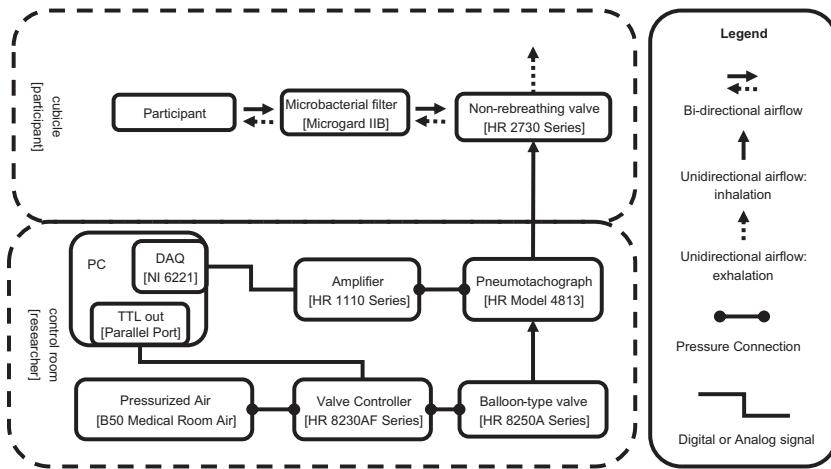 cubicle
[participant]
Participant
Microbacterial filter
[Microgard IIB]
Non-rebreathing valve
[HR 2730 Series]
control room
[researcher]
PC
DAQ
[NI 6221]
TTL out
[Parallel Port]
Amplifier
[HR 1110 Series]
Pneumotachograph
[HR Model 4813]
Pressurized Air
[B50 Medical Room Air]
Valve Controller
[HR 8230AF Series]
Balloon-type valve
[HR 8250A Series]
Legend
Bi-directional airflow
Unidirectional airflow:
inhalation
Unidirectional airflow:
exhalation
Pressure Connection
Digital or Analog signal